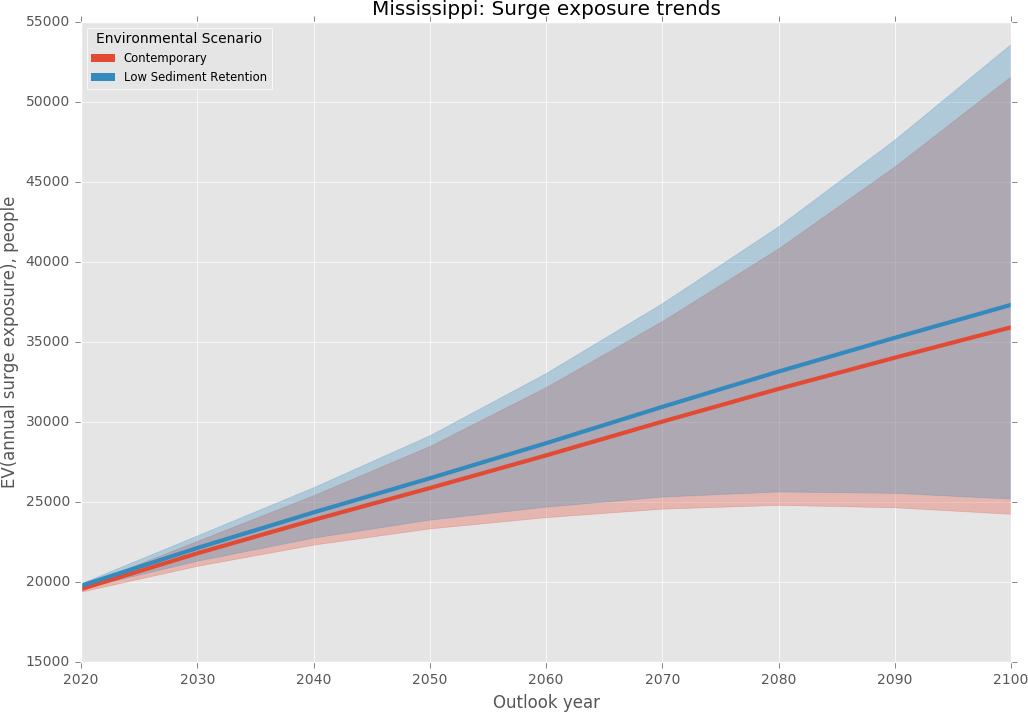 Mississippi: Surge exposure trends
Environmental Scenario
Contemporary
Low Sediment Retention
EV(annual surge exposure), people
55000
50000
45000
40000
35000
30000
25000
20000
15000
2020 2030 2040 2050 2060 2070 2080 2090 2100
Outlook year